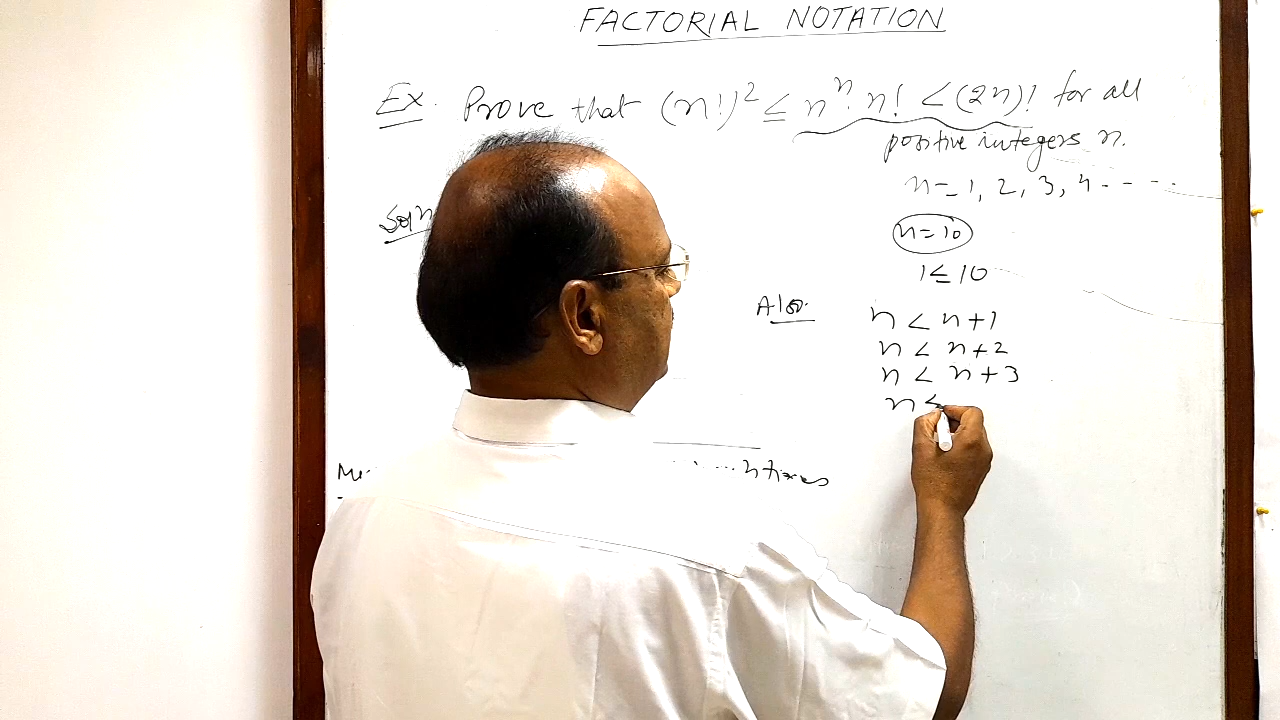 FACTORIAL NOTATION
Ex. Prove that (n!)² ≤ nⁿ. n! < (2n)! for all
positive integers n.
n = 1, 2, 3, 4 - - - -
Solⁿ
n = 10
1 ≤ 10
Also.
n < n+1
n < n+2
n < n+3
n <
n times